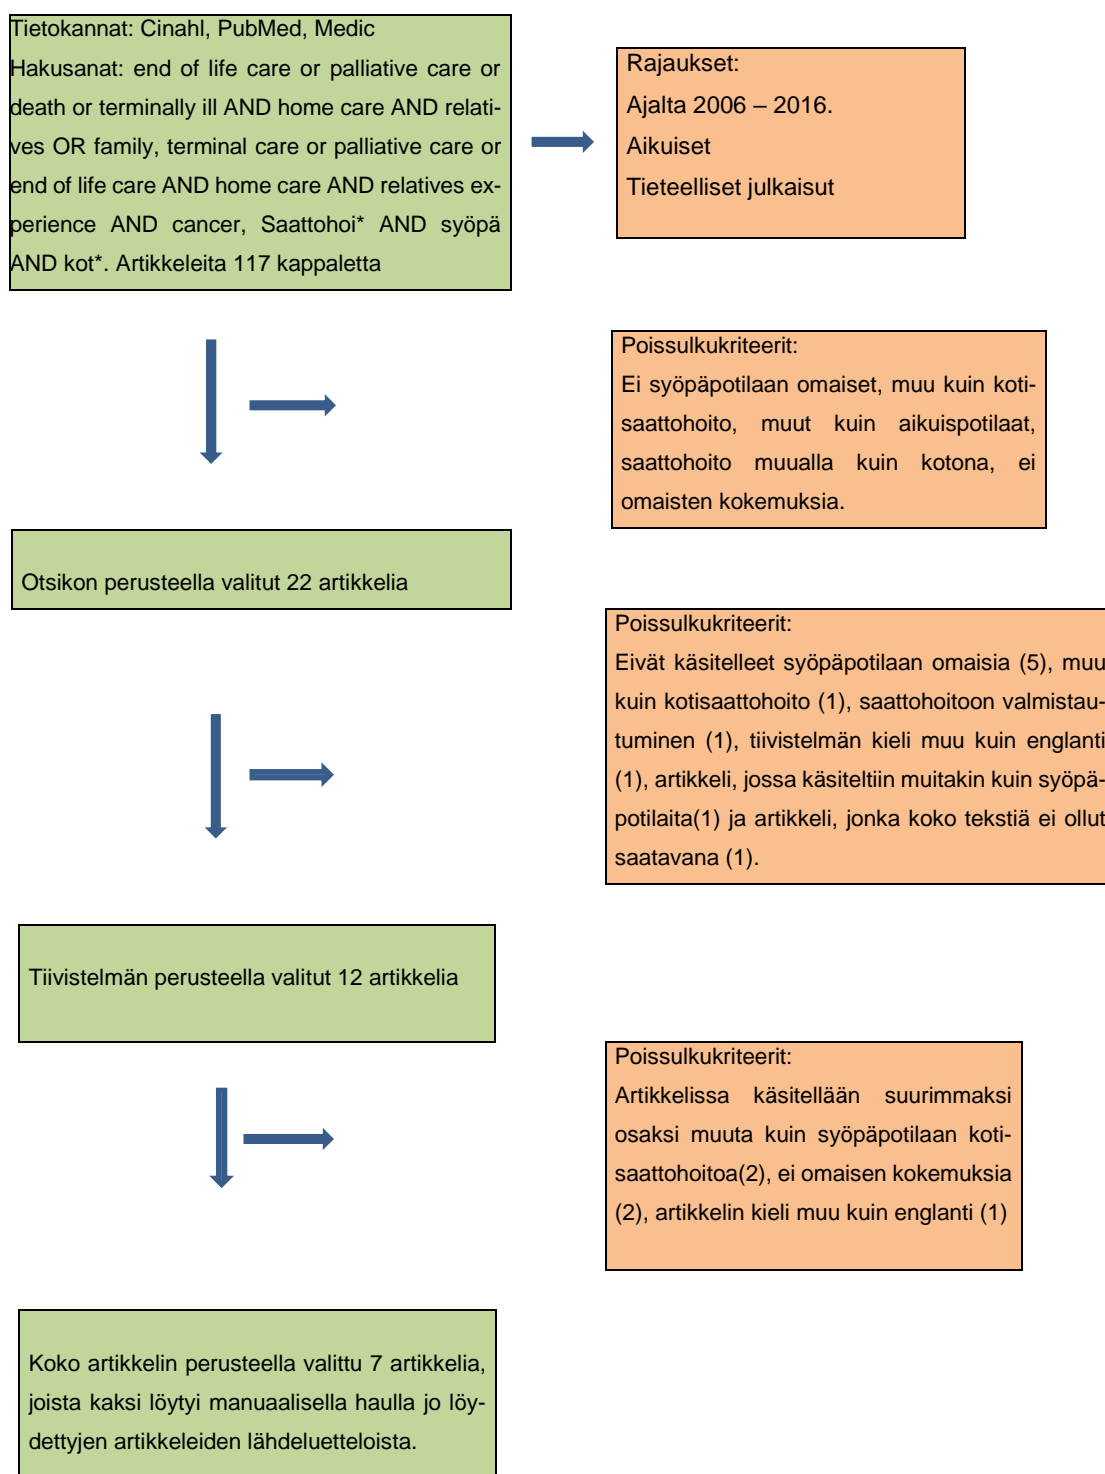 Tietokannat: Cinahl, PubMed, Medic
Hakusanat: end of life care or palliative care or
death or terminally ill AND home care AND relati-
ves OR family, terminal care or palliative care or
end of life care AND home care AND relatives ex-
perience AND cancer, Saattohoi* AND syöpä
AND kot*. Artikkeleita 117 kappaletta
Rajaukset:
Ajalta 2006 – 2016.
Aikuiset
Tieteelliset julkaisut
Poissulkukriteerit:
Ei syöpäpotilaan omaiset, muu kuin koti-
saattohoito, muut kuin aikuispotilaat,
saattohoito muualla kuin kotona, ei
omaisten kokemuksia.
Otsikon perusteella valitut 22 artikkelia
Poissulkukriteerit:
Eivät käsitelleet syöpäpotilaan omaisia (5), muu
kuin kotisaattohoito (1), saattohoitoon valmistau-
tuminen (1), tiivistelmän kieli muu kuin englanti
(1), artikkeli, jossa käsiteltiin muitakin kuin syöpä-
potilaita(1) ja artikkeli, jonka koko tekstiä ei ollut
saatavana (1).
Tiivistelmän perusteella valitut 12 artikkelia
Poissulkukriteerit:
Artikkelissa käsitellään suurimmaksi
osaksi muuta kuin syöpäpotilaan koti-
saattohoitoa(2), ei omaisen kokemuksia
(2), artikkelin kieli muu kuin englanti (1)
Koko artikkelin perusteella valittu 7 artikkelia,
joista kaksi löytyi manuaalisella haulla jo löy-
dettyjen artikkeleiden lähdeluetteloista.